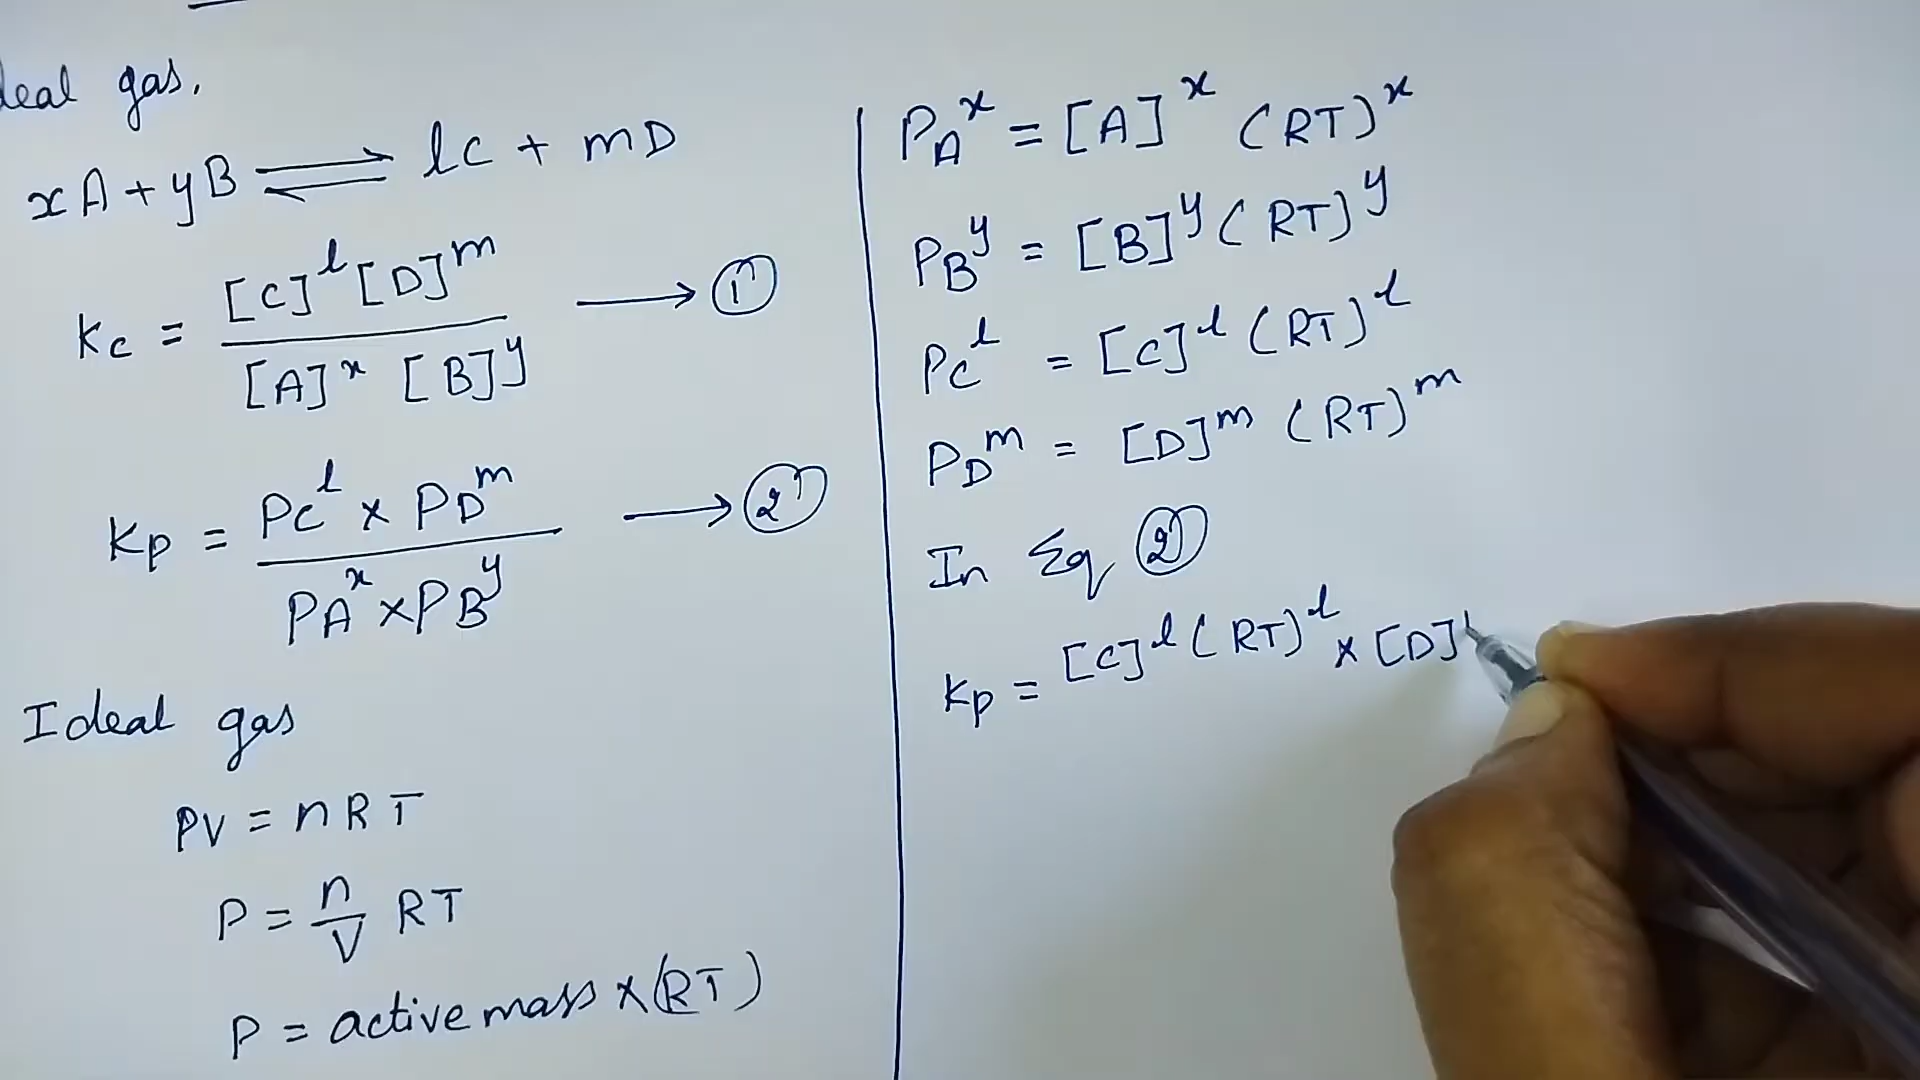 deal gas.
xA + yB ⇌ lC + mD
Kc = [C]^l [D]^m / [A]^x [B]^y → ①
Kp = PC^l × PD^m / PA^x × PB^y → ②
Ideal gas
PV = nRT
P = n/V RT
P = active mass × (RT)
PA^x = [A]^x (RT)^x
PB^y = [B]^y (RT)^y
PC^l = [C]^l (RT)^l
PD^m = [D]^m (RT)^m
In Eq ②
Kp = [C]^l (RT)^l × [D]